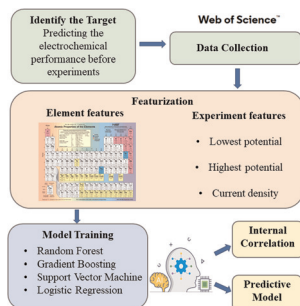 Identify the Target
Predicting the
electrochemical
performance before
experiments
Web of Science™
Data Collection
Featurization
Element features
Experiment features
• Lowest potential
• Highest potential
• Current density
Model Training
• Random Forest
• Gradient Boosting
• Support Vector Machine
• Logistic Regression
Internal
Correlation
Predictive
Model